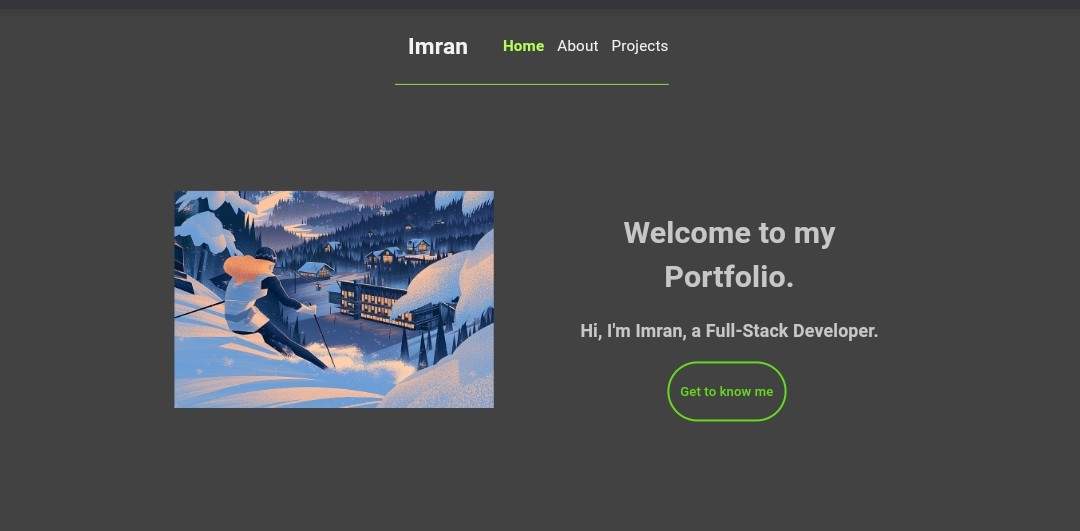 Imran Home About Projects
Welcome to my
Portfolio.
Hi, I'm Imran, a Full-Stack Developer.
Get to know me